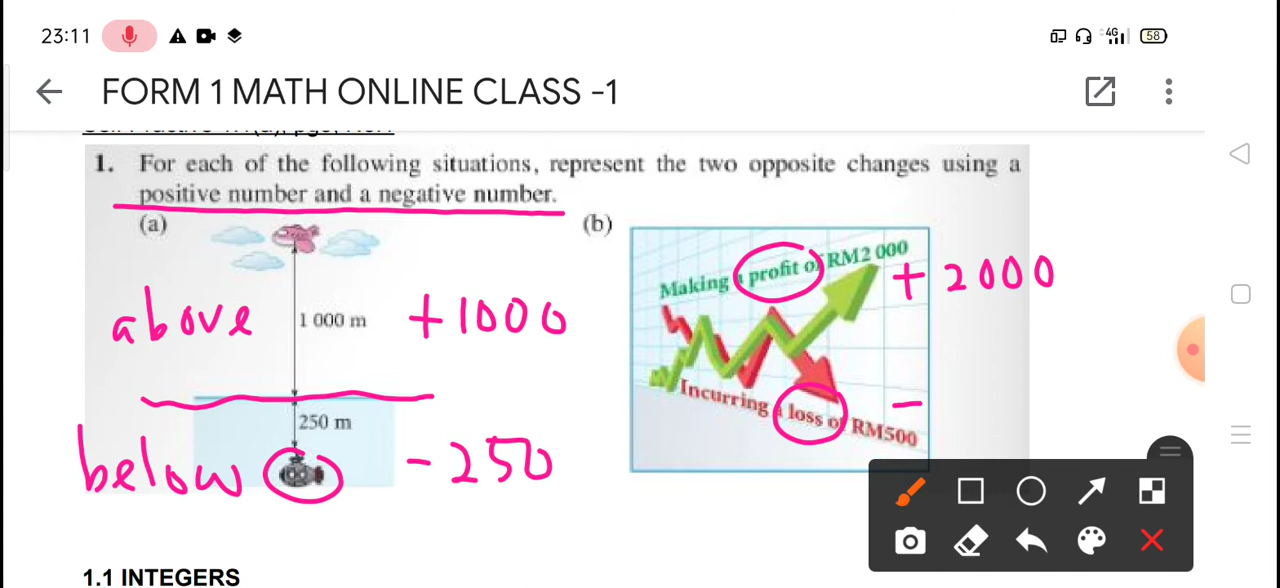 23:11
4G
58
FORM 1 MATH ONLINE CLASS -1
1. For each of the following situations, represent the two opposite changes using a
positive number and a negative number.
(a)
(b)
Making a profit of RM2 000
+ 2000
above
1 000 m
+1000
Incurring a loss of RM500
−
250 m
below
- 250
1.1 INTEGERS